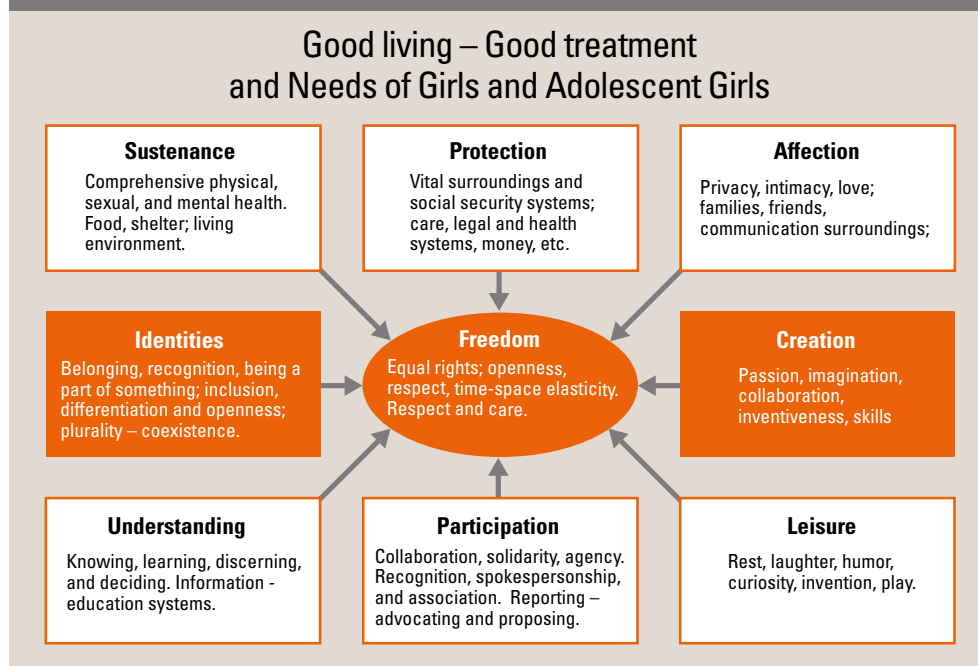 Good living – Good treatment
and Needs of Girls and Adolescent Girls
Sustenance
Comprehensive physical,
sexual, and mental health.
Food, shelter; living
environment.
Protection
Vital surroundings and
social security systems;
care, legal and health
systems, money, etc.
Affection
Privacy, intimacy, love;
families, friends,
communication surroundings;
Identities
Belonging, recognition, being a
part of something; inclusion,
differentiation and openness;
plurality – coexistence.
Freedom
Equal rights; openness,
respect, time-space elasticity.
Respect and care.
Creation
Passion, imagination,
collaboration,
inventiveness, skills
Understanding
Knowing, learning, discerning,
and deciding. Information -
education systems.
Participation
Collaboration, solidarity, agency.
Recognition, spokespersonship,
and association. Reporting –
advocating and proposing.
Leisure
Rest, laughter, humor,
curiosity, invention, play.